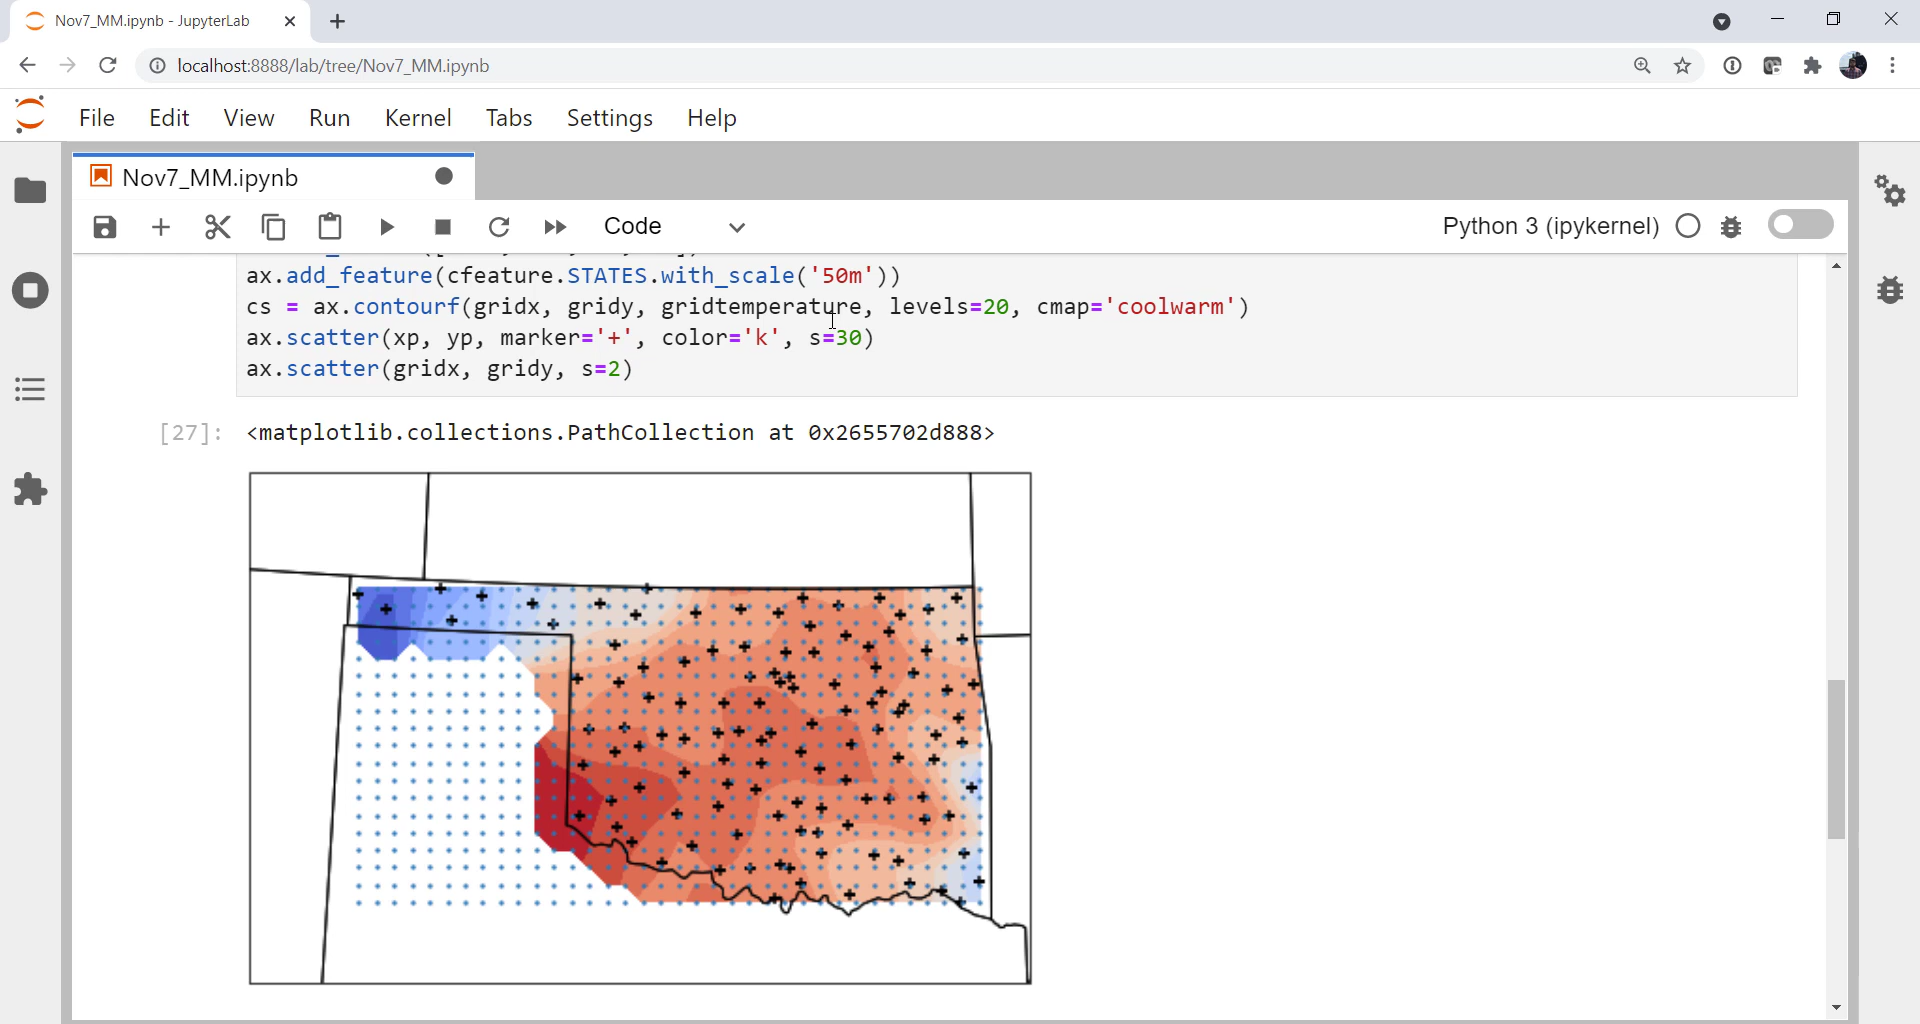 Nov7_MM.ipynb - JupyterLab
localhost:8888/lab/tree/Nov7_MM.ipynb
File Edit View Run Kernel Tabs Settings Help
Nov7_MM.ipynb
Code Python 3 (ipykernel)
ax.add_feature(cfeature.STATES.with_scale('50m'))
cs = ax.contourf(gridx, gridy, gridtemperature, levels=20, cmap='coolwarm')
ax.scatter(xp, yp, marker='+', color='k', s=30)
ax.scatter(gridx, gridy, s=2)
[27]: <matplotlib.collections.PathCollection at 0x2655702d888>